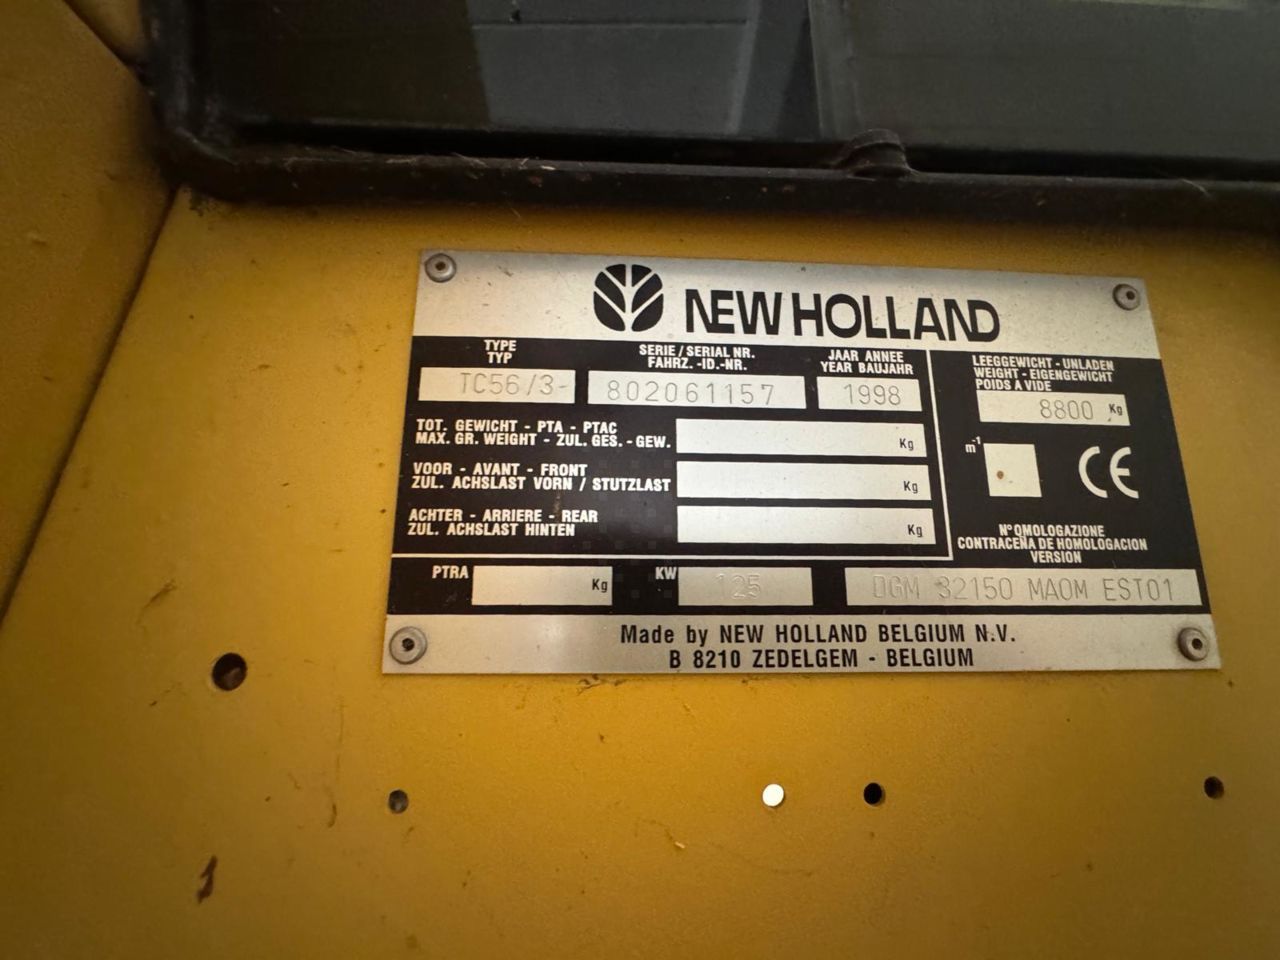 NEW HOLLAND
TYPE
TYP
TC56/3-
SERIE/SERIAL NR.
FAHRZ.-ID.-NR.
802061157
JAAR ANNEE
YEAR BAUJAHR
1998
LEEGGEWICHT - UNLADEN
WEIGHT - EIGENGEWICHT
POIDS A VIDE
8800 Kg
TOT. GEWICHT - PTA - PTAC
MAX. GR. WEIGHT - ZUL. GES. - GEW.
Kg
VOOR - AVANT - FRONT
ZUL. ACHSLAST VORN / STUTZLAST
Kg
ACHTER - ARRIERE - REAR
ZUL. ACHSLAST HINTEN
Kg
m-1
CE
N° OMOLOGAZIONE
CONTRACEÑA DE HOMOLOGACION
VERSION
PTRA
Kg
KW
125
DGM 32150 MAOM EST01
Made by NEW HOLLAND BELGIUM N.V.
B 8210 ZEDELGEM - BELGIUM